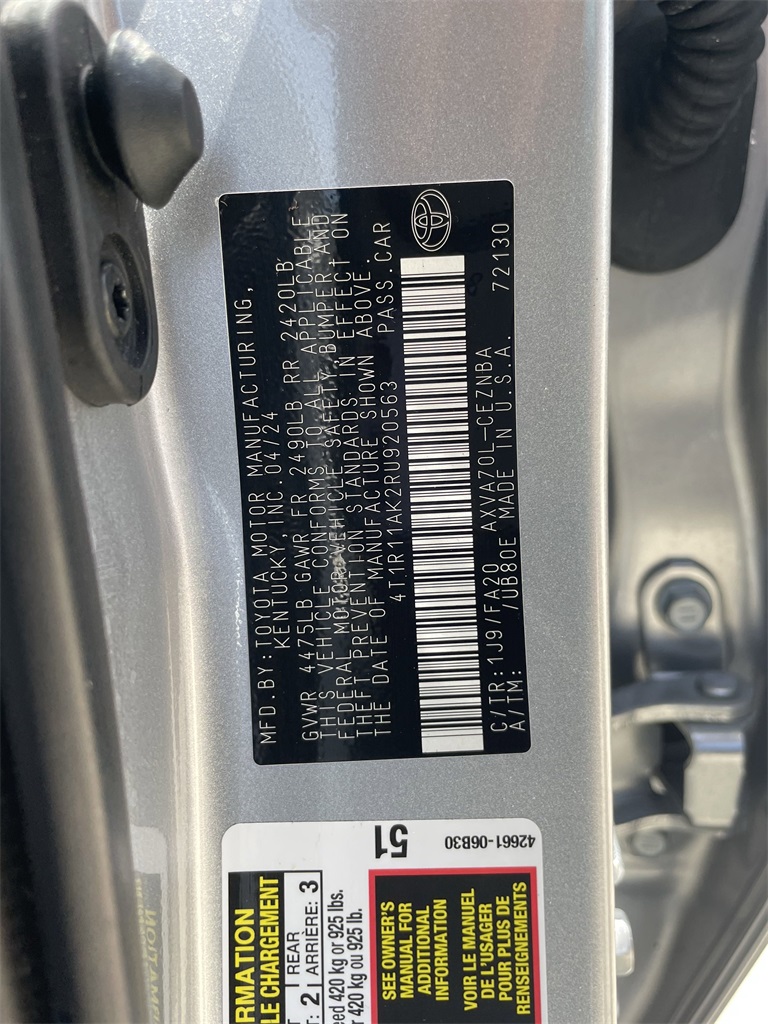 MFD. BY: TOYOTA MOTOR MANUFACTURING,
KENTUCKY, INC. 04/24
GVWR 4475LB GAWR FR 2490LB RR 2420LB
THIS VEHICLE CONFORMS TO ALL APPLICABLE
FEDERAL MOTOR VEHICLE SAFETY, BUMPER, AND
THEFT PREVENTION STANDARDS IN EFFECT ON
THE DATE OF MANUFACTURE SHOWN ABOVE.
4T1R11AK2RU920563 PASS. CAR
C/TR: 1J9/FA20 AXVA70L-CEZNBA 72130
A/TM: /UB80E MADE IN U.S.A.
51
42661-06B30
RMATION
LE CHARGEMENT
2 REAR
ARRIÈRE: 3
eed 420 kg or 925 lbs.
r 420 kg ou 925 lb.
SEE OWNER'S
MANUAL FOR
ADDITIONAL
INFORMATION
VOIR LE MANUEL
DE L'USAGER
POUR PLUS DE
RENSEIGNEMENTS